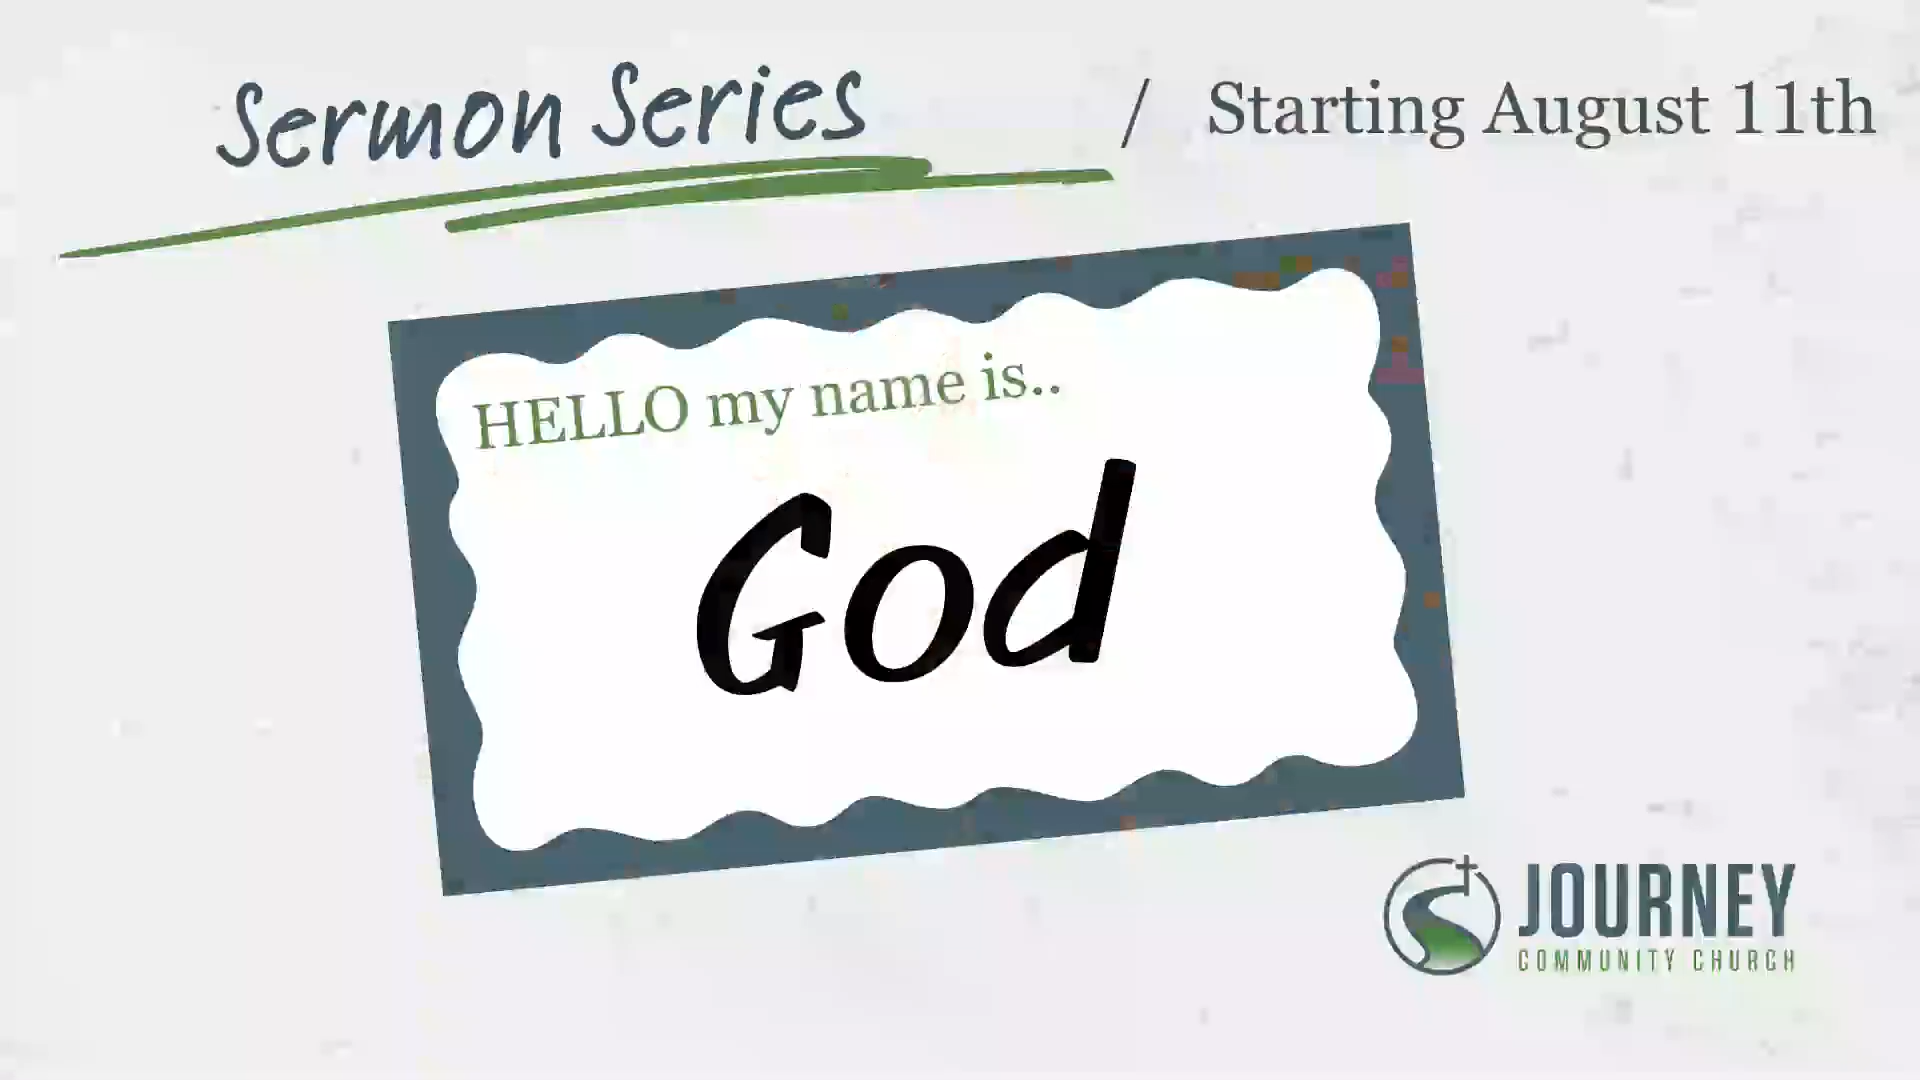 Sermon Series / Starting August 11th
HELLO my name is..
God
JOURNEY
COMMUNITY CHURCH